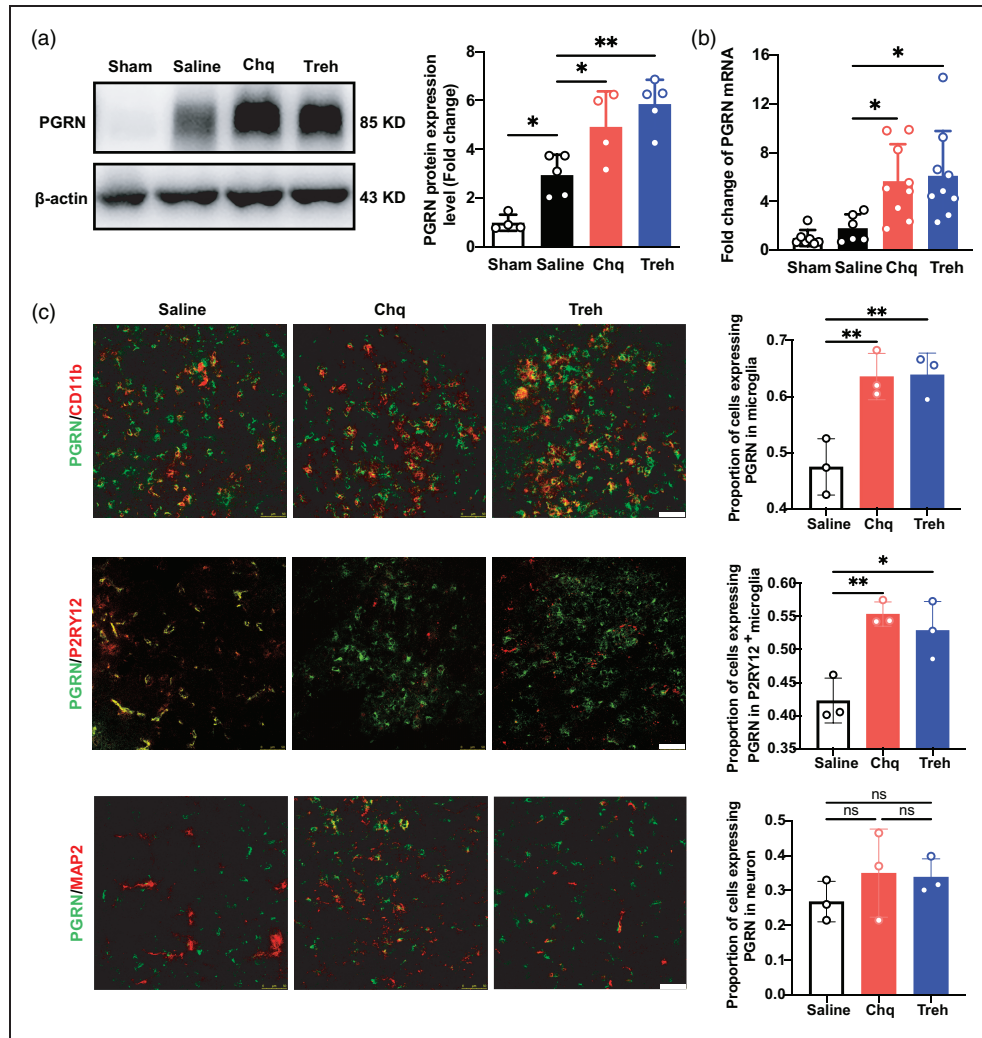 (a)
Sham Saline Chq Treh
PGRN
85 KD
β-actin
43 KD
PGRN protein expression
level (Fold change)
8
6
4
2
0
*
*
**
Sham Saline Chq Treh
(b)
Fold change of PGRN mRNA
16
12
8
4
0
*
*
Sham Saline Chq Treh
(c)
Saline Chq Treh
PGRN/CD11b
Proportion of cells expressing
PGRN in microglia
0.7
0.6
0.5
0.4
**
**
Saline Chq Treh
PGRN/P2RY12
Proportion of cells expressing
PGRN in P2RY12+ microglia
0.60
0.55
0.50
0.45
0.40
0.35
*
**
Saline Chq Treh
PGRN/MAP2
Proportion of cells expressing
PGRN in neuron
0.5
0.4
0.3
0.2
0.1
0.0
ns
ns ns
Saline Chq Treh